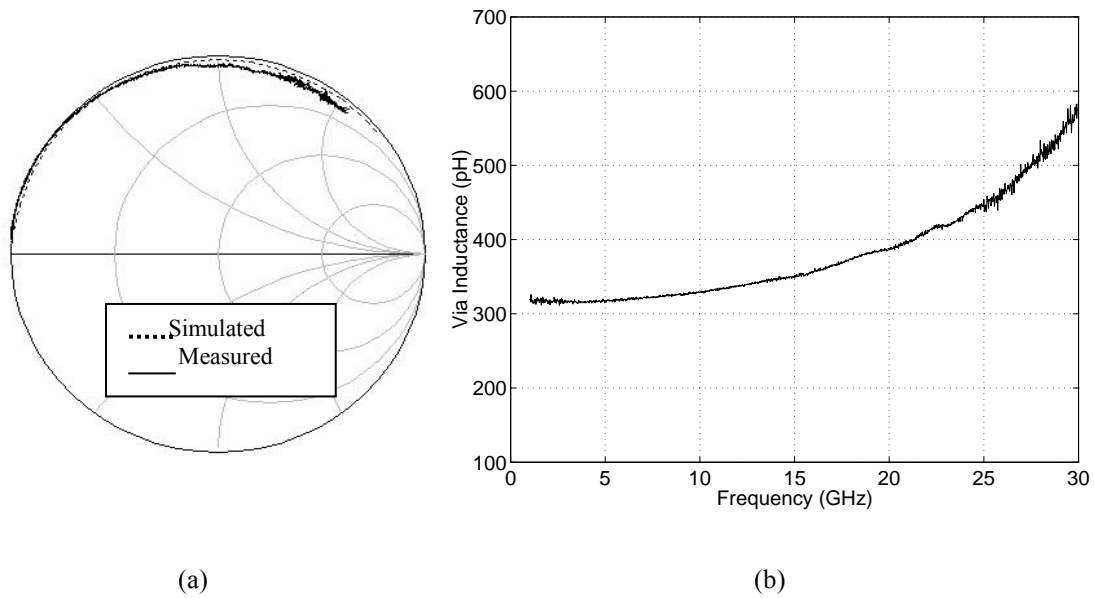 Simulated
Measured
Via Inductance (pH)
700
600
500
400
300
200
100
0 5 10 15 20 25 30
Frequency (GHz)
(a) (b)